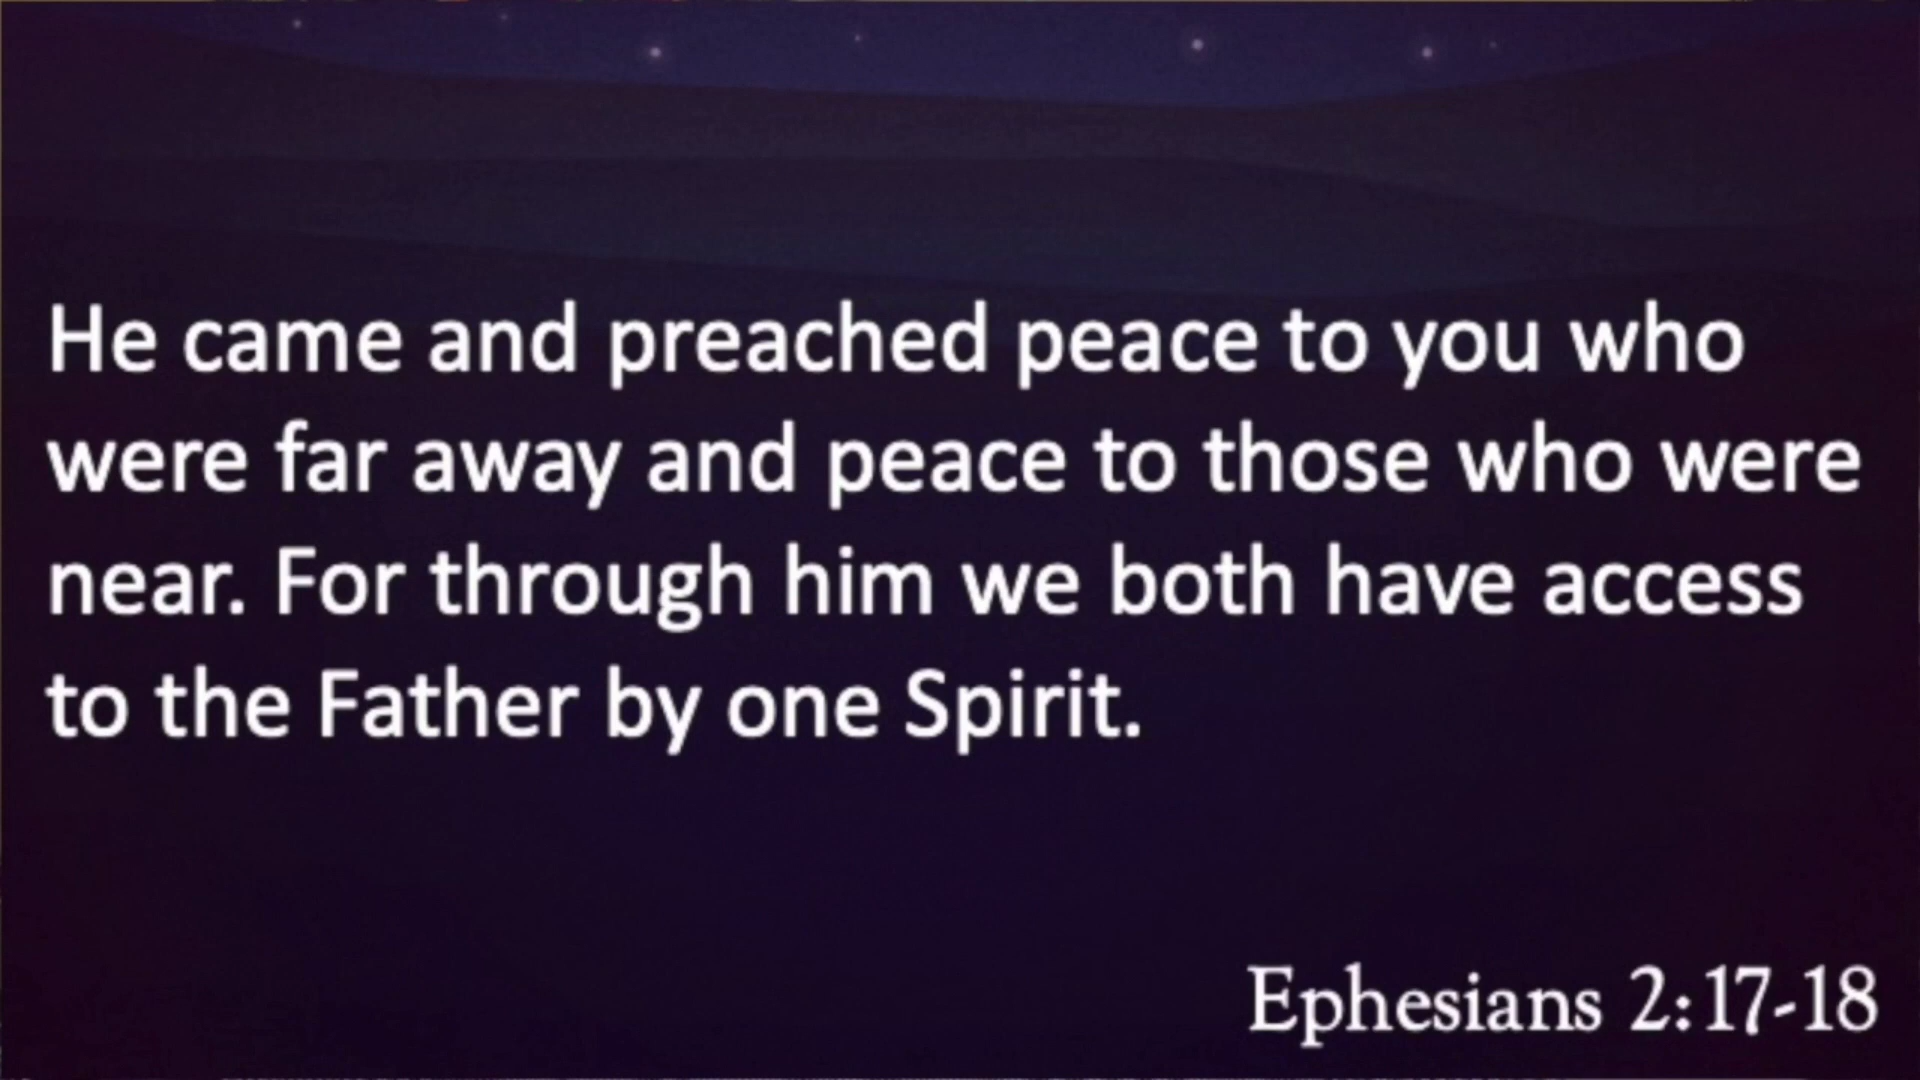 He came and preached peace to you who
were far away and peace to those who were
near. For through him we both have access
to the Father by one Spirit.
Ephesians 2:17-18